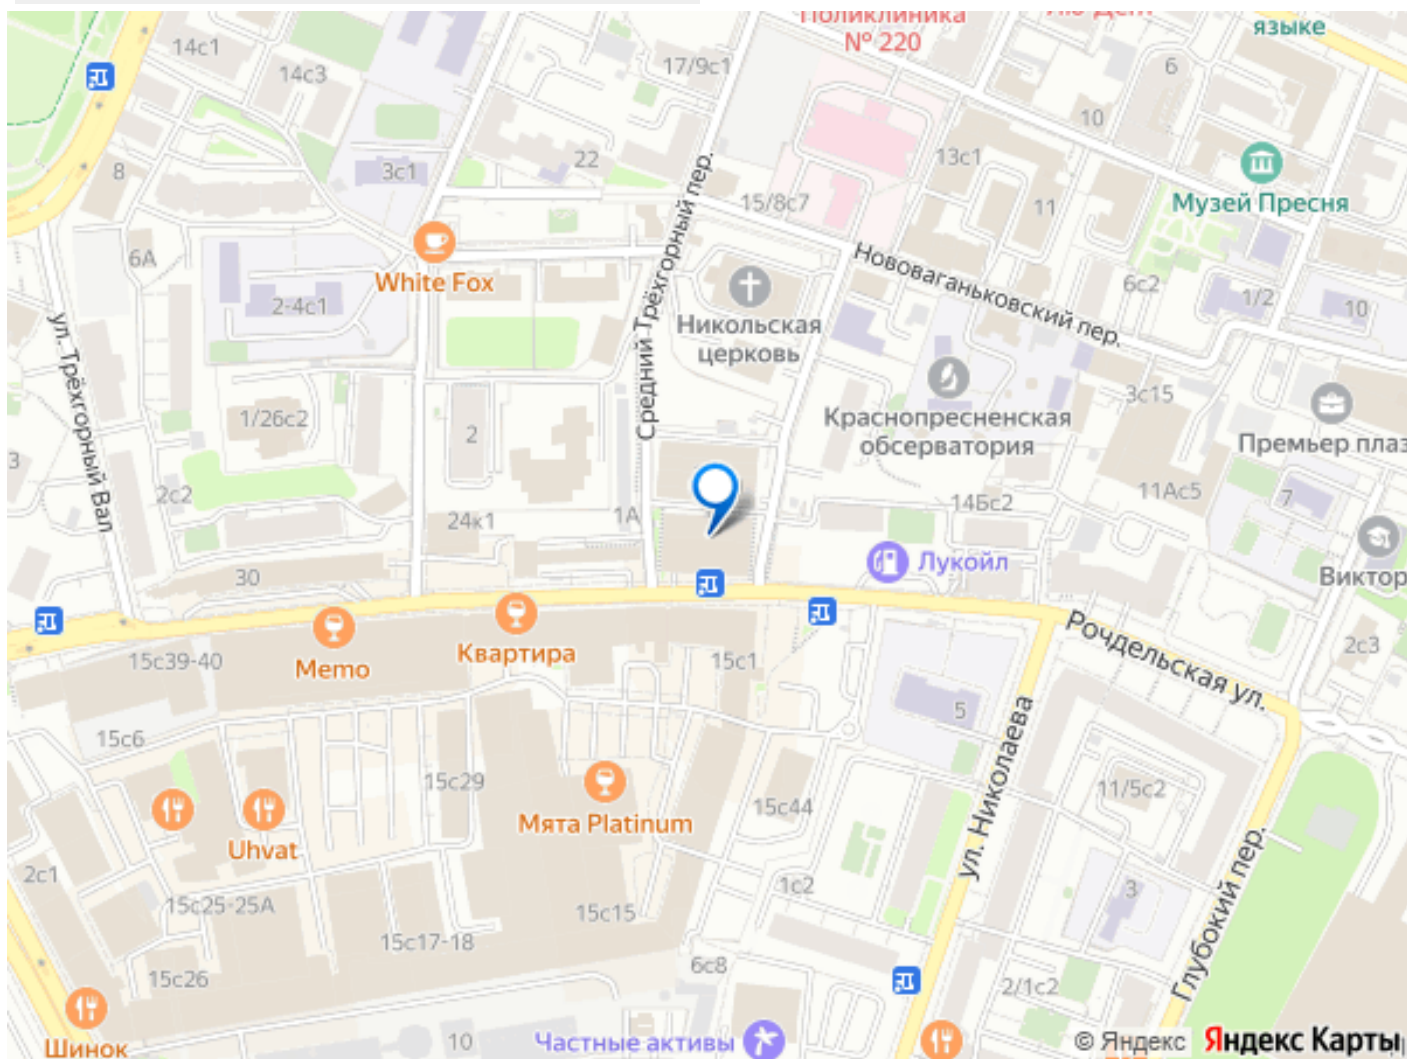 Поликлиника
№ 220
языке
14с1
14с3
17/9с1
6
10
8
3с1
22
13с1
Музей Пресня
15/8с7
11
6А
White Fox
Средний Трёхгорный пер.
Нововаганьковский пер.
6с2
1/2
10
2-4с1
Никольская
церковь
ул. Трёхгорный Вал
3с15
1/26с2
2
Краснопресненская
обсерватория
Премьер плаз
3
2с2
24к1
1А
14Бс2
11Ас5
7
30
Лукойл
Виктор
Memo
Квартира
15с39-40
15с1
Рочдельская ул.
2с3
5
15с6
15с29
ул. Николаева
11/5с2
Мята Platinum
15с44
Uhvat
2с1
1с2
3
Глубокий пер.
15с25-25А
15с15
15с17-18
15с26
6с8
2/1с2
Шинок
10
Частные активы
© Яндекс Яндекс Карты